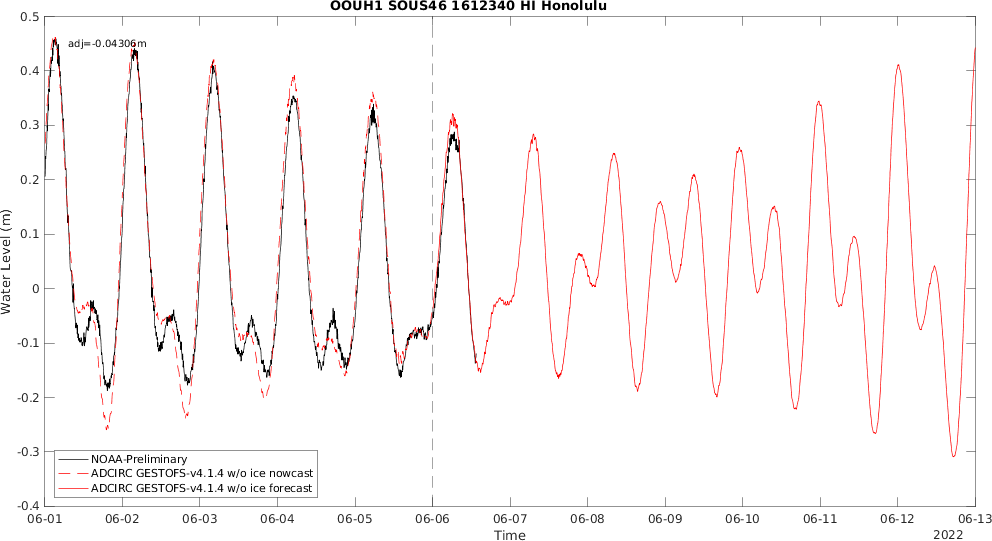 OOUH1 SOUS46 1612340 HI Honolulu
adj=-0.04306m
0.5
0.4
0.3
0.2
0.1
0
-0.1
-0.2
-0.3
-0.4
Water Level (m)
NOAA-Preliminary
ADCIRC GESTOFS-v4.1.4 w/o ice nowcast
ADCIRC GESTOFS-v4.1.4 w/o ice forecast
06-01 06-02 06-03 06-04 06-05 06-06 06-07 06-08 06-09 06-10 06-11 06-12 06-13
Time
2022